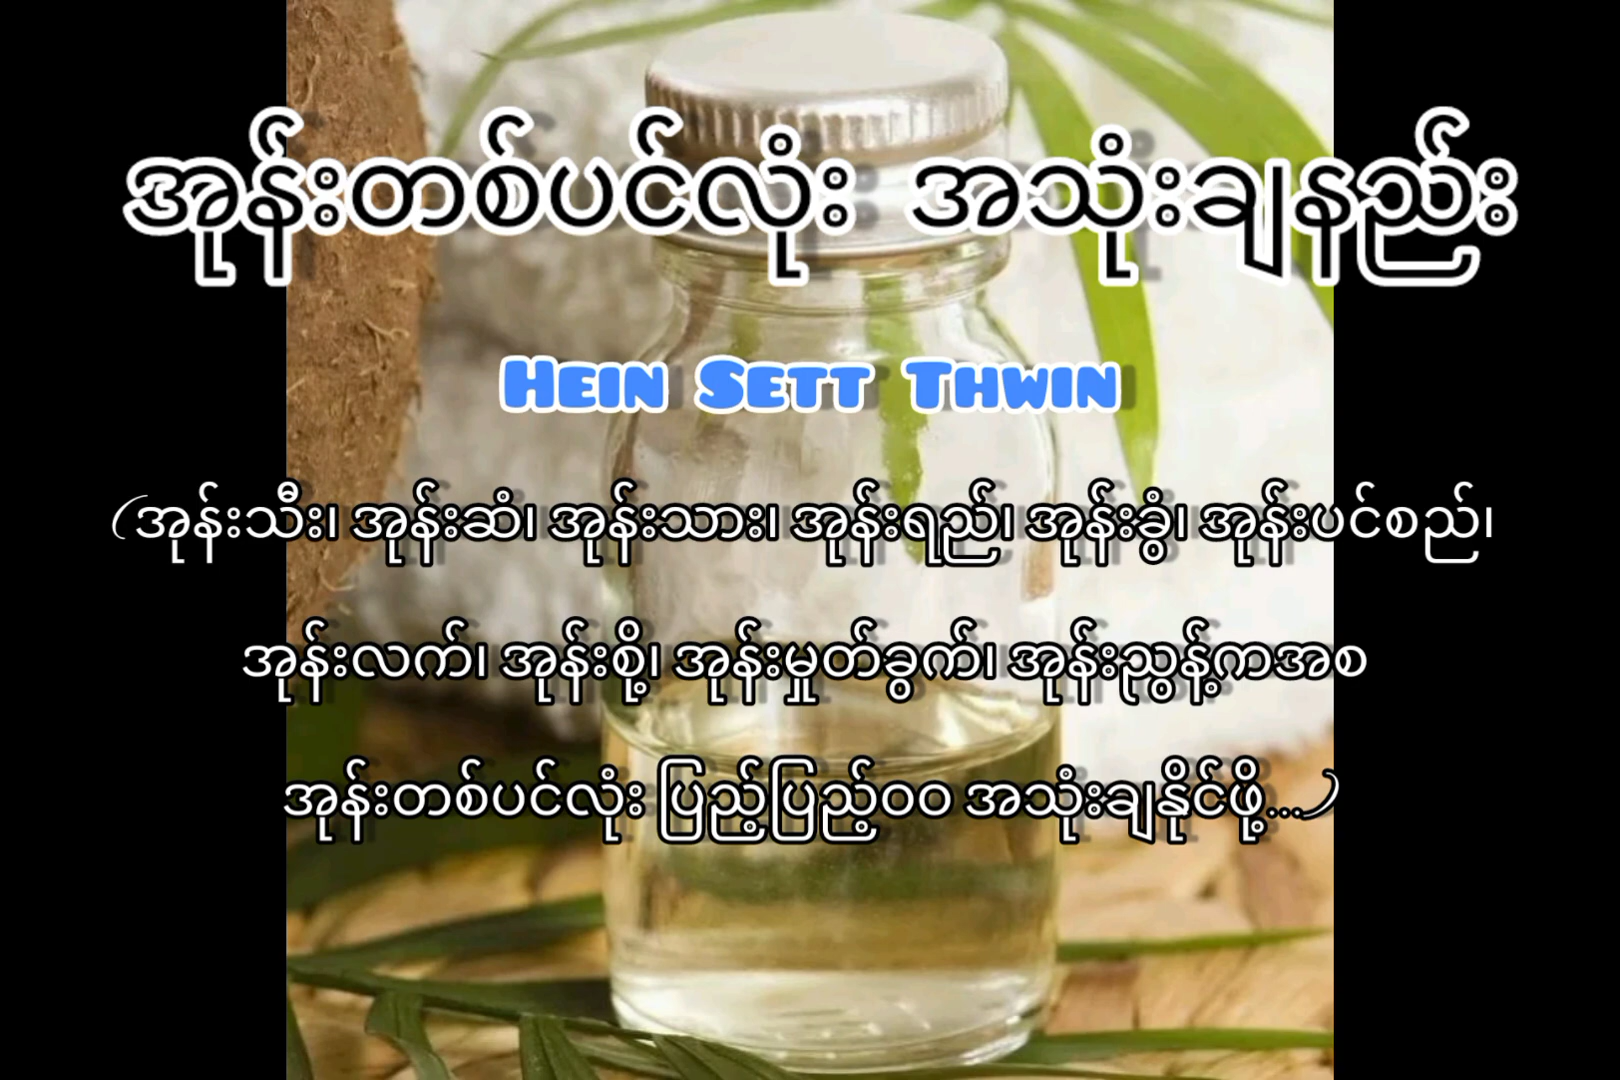 အုန်းတစ်ပင်လုံး အသုံးချနည်း
Hein Sett Thwin
(အုန်းသီး၊ အုန်းဆံ၊ အုန်းသား၊ အုန်းရည်၊ အုန်းခွံ၊ အုန်းပင်စည်၊
အုန်းလက်၊ အုန်းစို့၊ အုန်းမှုတ်ခွက်၊ အုန်းညွန့်ကအစ
အုန်းတစ်ပင်လုံး ပြည့်ပြည့်ဝဝ အသုံးချနိုင်ဖို့...)